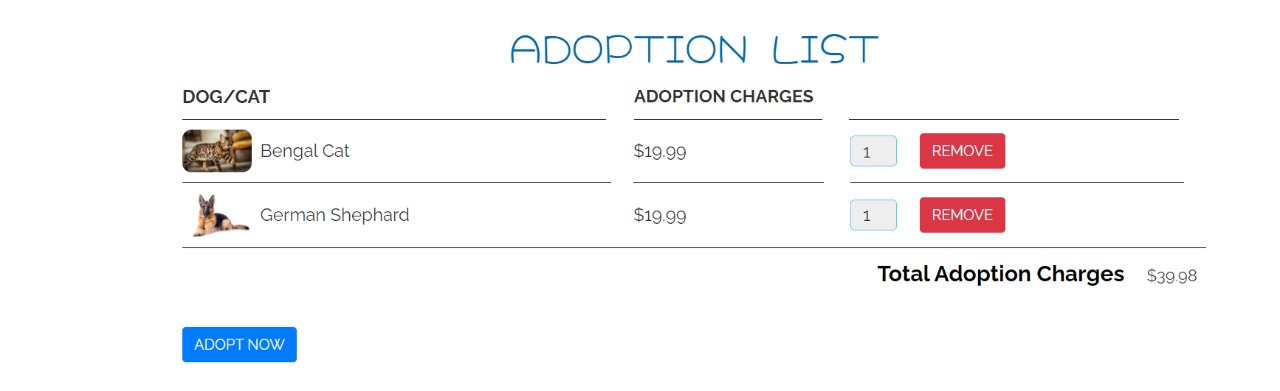 ADOPTION LIST
DOG/CAT ADOPTION CHARGES
Bengal Cat $19.99 1 REMOVE
German Shephard $19.99 1 REMOVE
Total Adoption Charges $39.98
ADOPT NOW